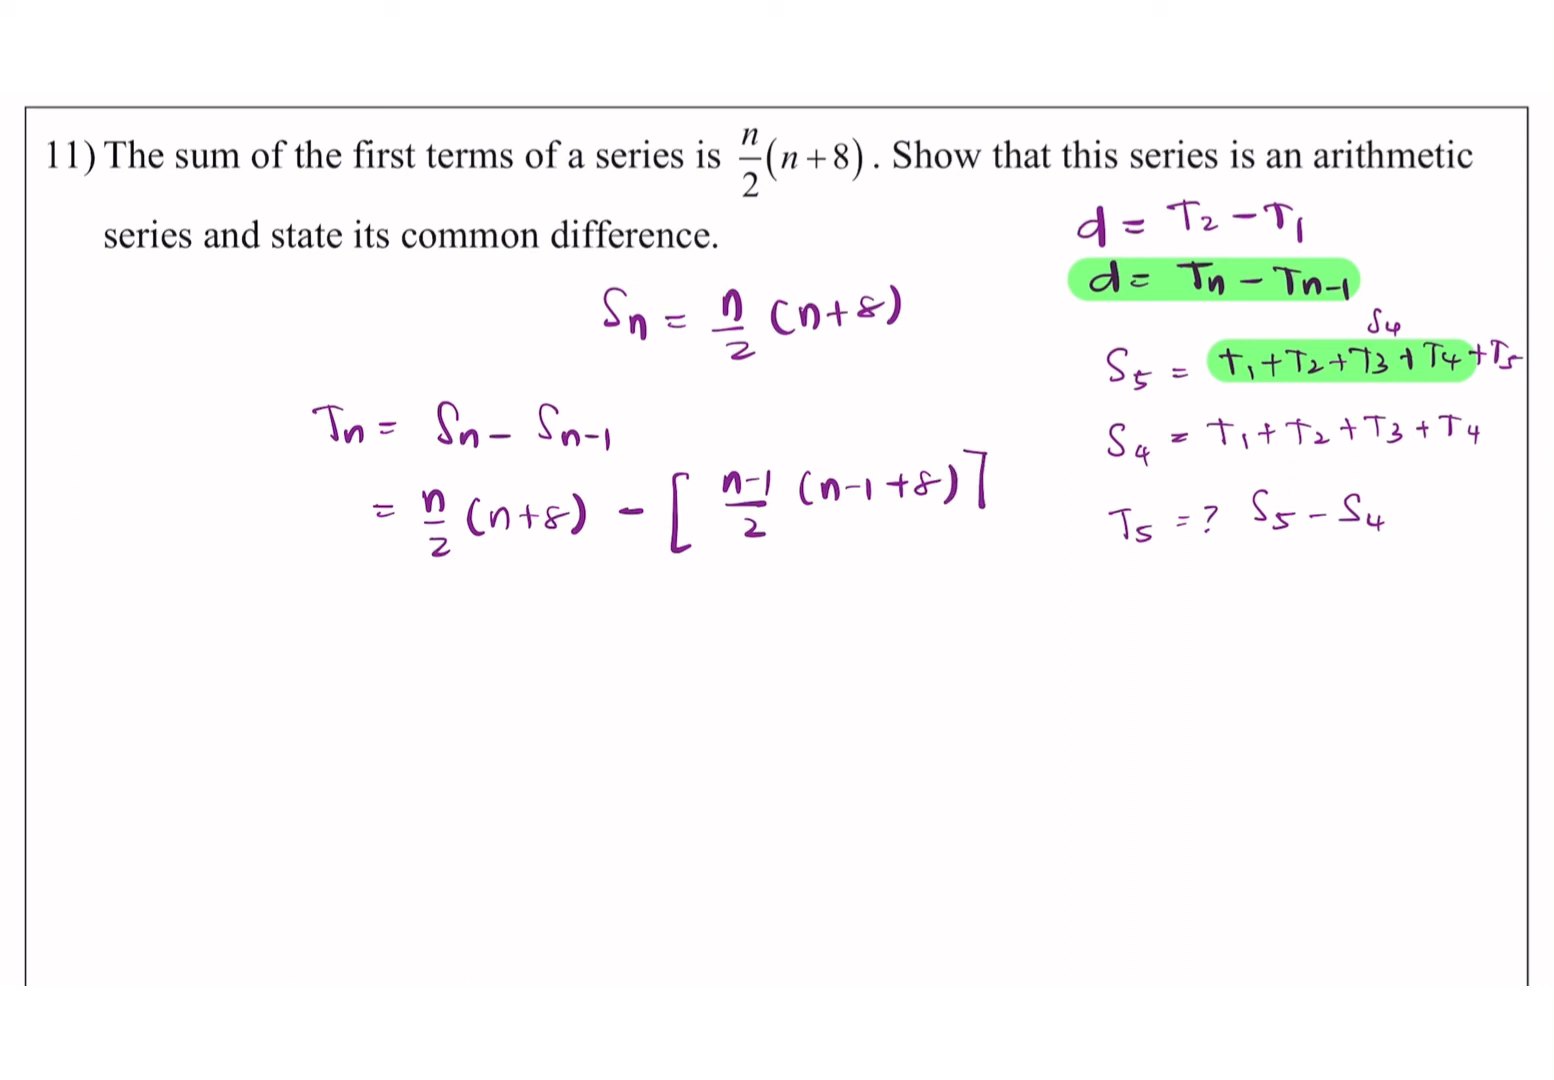 11) The sum of the first terms of a series is n/2 (n+8). Show that this series is an arithmetic
series and state its common difference.
d = T₂ - T₁
d = Tn - Tn-1
Sn = n/2 (n+8)
S₄
S₅ = T₁ + T₂ + T₃ + T₄ + T₅
Tn = Sn - Sn-1
S₄ = T₁ + T₂ + T₃ + T₄
= n/2 (n+8) - [ n-1/2 (n-1+8) ]
T₅ = ? S₅ - S₄